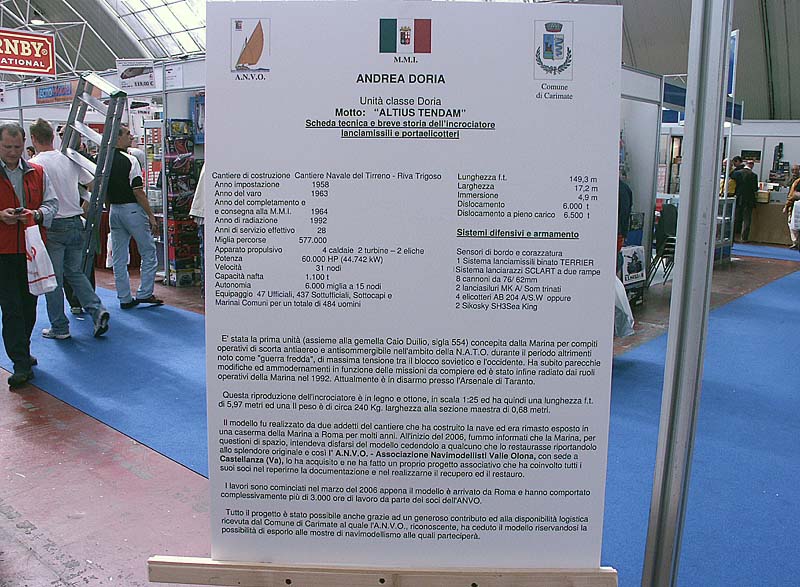 RNBY
NATIONAL
A.N.V.O.
M.M.I.
Comune
di Carimate
ANDREA DORIA
Unità classe Doria
Motto: "ALTIUS TENDAM"
Scheda tecnica e breve storia dell'incrociatore
lanciamissili e portaelicotteri
Cantiere di costruzione Cantiere Navale del Tirreno - Riva Trigoso
Anno impostazione 1958
Anno del varo 1963
Anno del completamento e
e consegna alla M.M.I. 1964
Anno di radiazione 1992
Anni di servizio effettivo 28
Miglia percorse 577.000
Apparato propulsivo 4 caldaie 2 turbine – 2 eliche
Potenza 60.000 HP (44.742 kW)
Velocità 31 nodi
Capacità nafta 1.100 t
Autonomia 6.000 miglia a 15 nodi
Equipaggio 47 Ufficiali, 437 Sottufficiali, Sottocapi e
Marinai Comuni per un totale di 484 uomini
Lunghezza f.t. 149,3 m
Larghezza 17,2 m
Immersione 4,9 m
Dislocamento 6.000 t
Dislocamento a pieno carico 6.500 t
Sistemi difensivi e armamento
Sensori di bordo e corazzatura
1 Sistema lanciamissili binato TERRIER
Sistema lanciarazzi SCLART a due rampe
8 cannoni da 76/ 62mm
2 lanciasiluri MK A/ Som trinati
4 elicotteri AB 204 A/S.W oppure
2 Sikosky SH3Sea King
E' stata la prima unità (assieme alla gemella Caio Duilio, sigla 554) concepita dalla Marina per compiti
operativi di scorta antiaereo e antisommergibile nell'ambito della N.A.T.O. durante il periodo altrimenti
noto come "guerra fredda", di massima tensione tra il blocco sovietico e l'occidente. Ha subito parecchie
modifiche ed ammodernamenti in funzione delle missioni da compiere ed è stato infine radiato dai ruoli
operativi della Marina nel 1992. Attualmente è in disarmo presso l'Arsenale di Taranto.
Questa riproduzione dell'incrociatore è in legno e ottone, in scala 1:25 ed ha quindi una lunghezza f.t.
di 5,97 metri ed una Il peso è di circa 240 Kg. larghezza alla sezione maestra di 0,68 metri.
Il modello fu realizzato da due addetti del cantiere che ha costruito la nave ed era rimasto esposto in
una caserma della Marina a Roma per molti anni. All'inizio del 2006, fummo informati che la Marina, per
questioni di spazio, intendeva disfarsi del modello cedendolo a qualcuno che lo restaurasse riportandolo
allo splendore originale e così l' A.N.V.O. - Associazione Navimodellisti Valle Olona, con sede a
Castellanza (Va), lo ha acquisito e ne ha fatto un proprio progetto associativo che ha coinvolto tutti i
suoi soci nel reperirne la documentazione e nel realizzarne il recupero ed il restauro.
I lavori sono cominciati nel marzo del 2006 appena il modello è arrivato da Roma e hanno comportato
complessivamente più di 3.000 ore di lavoro da parte dei soci dell'ANVO.
Tutto il progetto è stato possibile anche grazie ad un generoso contributo ed alla disponibilità logistica
ricevuta dal Comune di Carimate al quale l'A.N.V.O., riconoscente, ha ceduto il modello riservandosi la
possibilità di esporlo alle mostre di navimodellismo alle quali parteciperà.